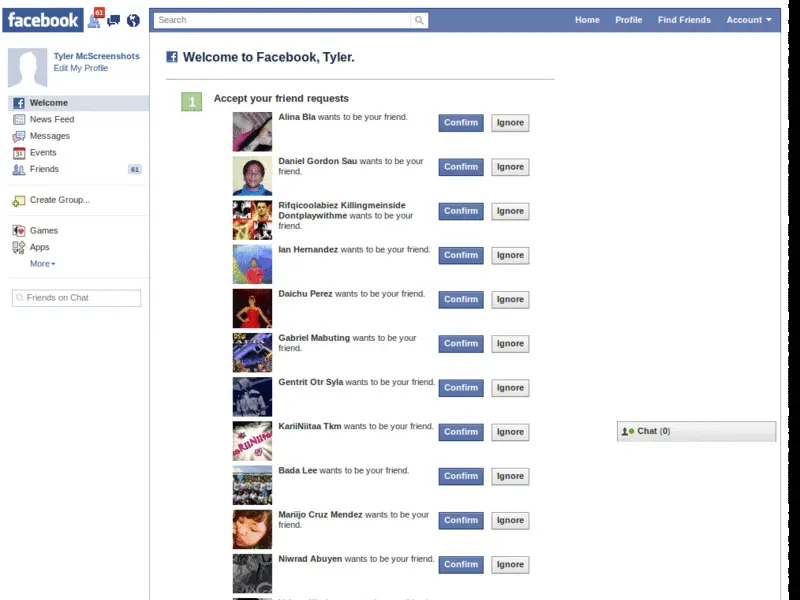 facebook
61
Search
Home Profile Find Friends Account
Tyler McScreenshots
Edit My Profile
Welcome
News Feed
Messages
31
Events
Friends 61
Create Group...
Games
Apps
More
Friends on Chat
Welcome to Facebook, Tyler.
1 Accept your friend requests
Alina Bla wants to be your friend. Confirm Ignore
Daniel Gordon Sau wants to be your
friend.
Confirm Ignore
Rifqicoolabiez Killingmeinside
Dontplaywithme wants to be your
friend.
Confirm Ignore
Ian Hernandez wants to be your friend. Confirm Ignore
Daichu Perez wants to be your friend. Confirm Ignore
Gabriel Mabuting wants to be your
friend.
Confirm Ignore
Gentrit Otr Syla wants to be your friend. Confirm Ignore
KariiNiitaa Tkm wants to be your friend. Confirm Ignore
Bada Lee wants to be your friend. Confirm Ignore
Mariijo Cruz Mendez wants to be your
friend.
Confirm Ignore
Niwrad Abuyen wants to be your friend. Confirm Ignore
Chat (0)